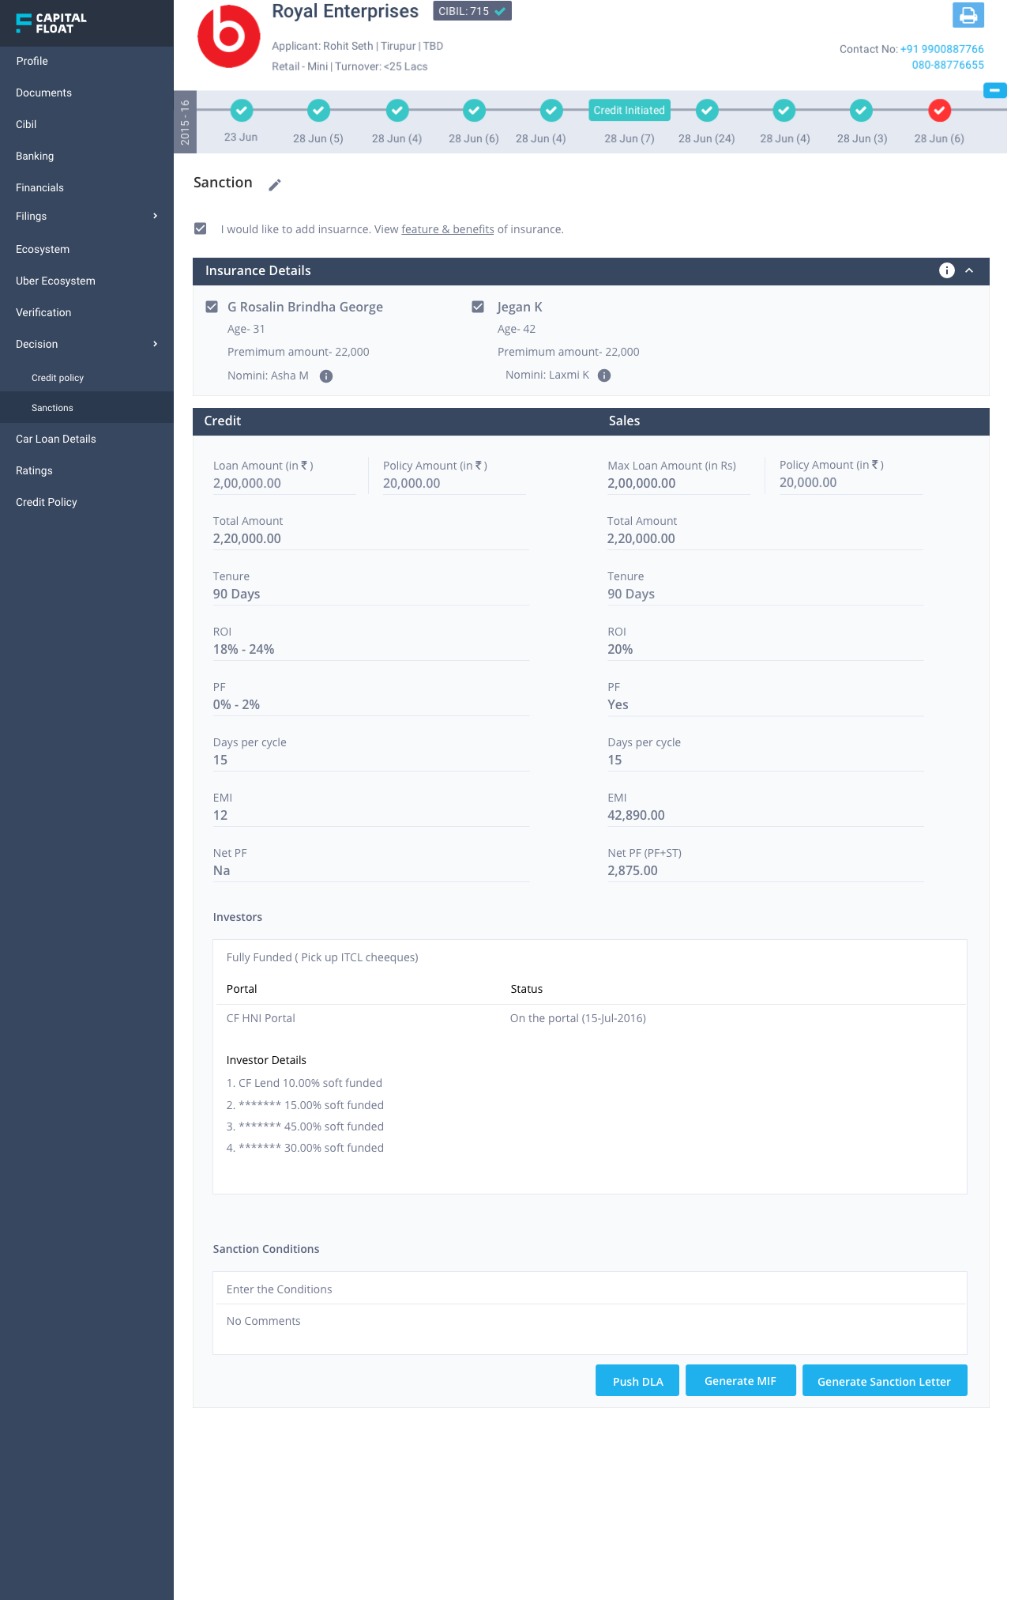 CAPITAL
FLOAT
Profile
Documents
Cibil
Banking
Financials
Filings
Ecosystem
Uber Ecosystem
Verification
Decision
Credit policy
Sanctions
Car Loan Details
Ratings
Credit Policy
b
Royal Enterprises
CIBIL: 715
Applicant: Rohit Seth | Tirupur | TBD
Retail - Mini | Turnover: <25 Lacs
Contact No: +91 9900887766
080-88776655
2015 - 16
Credit Initiated
23 Jun 28 Jun (5) 28 Jun (4) 28 Jun (6) 28 Jun (4) 28 Jun (7) 28 Jun (24) 28 Jun (4) 28 Jun (3) 28 Jun (6)
Sanction
I would like to add insuarnce. View feature & benefits of insurance.
Insurance Details
G Rosalin Brindha George
Age- 31
Premimum amount- 22,000
Nomini: Asha M
Jegan K
Age- 42
Premimum amount- 22,000
Nomini: Laxmi K
Credit Sales
Loan Amount (in ₹ ) Policy Amount (in ₹ ) Max Loan Amount (in Rs) Policy Amount (in ₹ )
2,00,000.00 20,000.00 2,00,000.00 20,000.00
Total Amount Total Amount
2,20,000.00 2,20,000.00
Tenure Tenure
90 Days 90 Days
ROI ROI
18% - 24% 20%
PF PF
0% - 2% Yes
Days per cycle Days per cycle
15 15
EMI EMI
12 42,890.00
Net PF Net PF (PF+ST)
Na 2,875.00
Investors
Fully Funded ( Pick up ITCL cheeques)
Portal Status
CF HNI Portal On the portal (15-Jul-2016)
Investor Details
1. CF Lend 10.00% soft funded
2. ******* 15.00% soft funded
3. ******* 45.00% soft funded
4. ******* 30.00% soft funded
Sanction Conditions
Enter the Conditions
No Comments
Push DLA Generate MIF Generate Sanction Letter